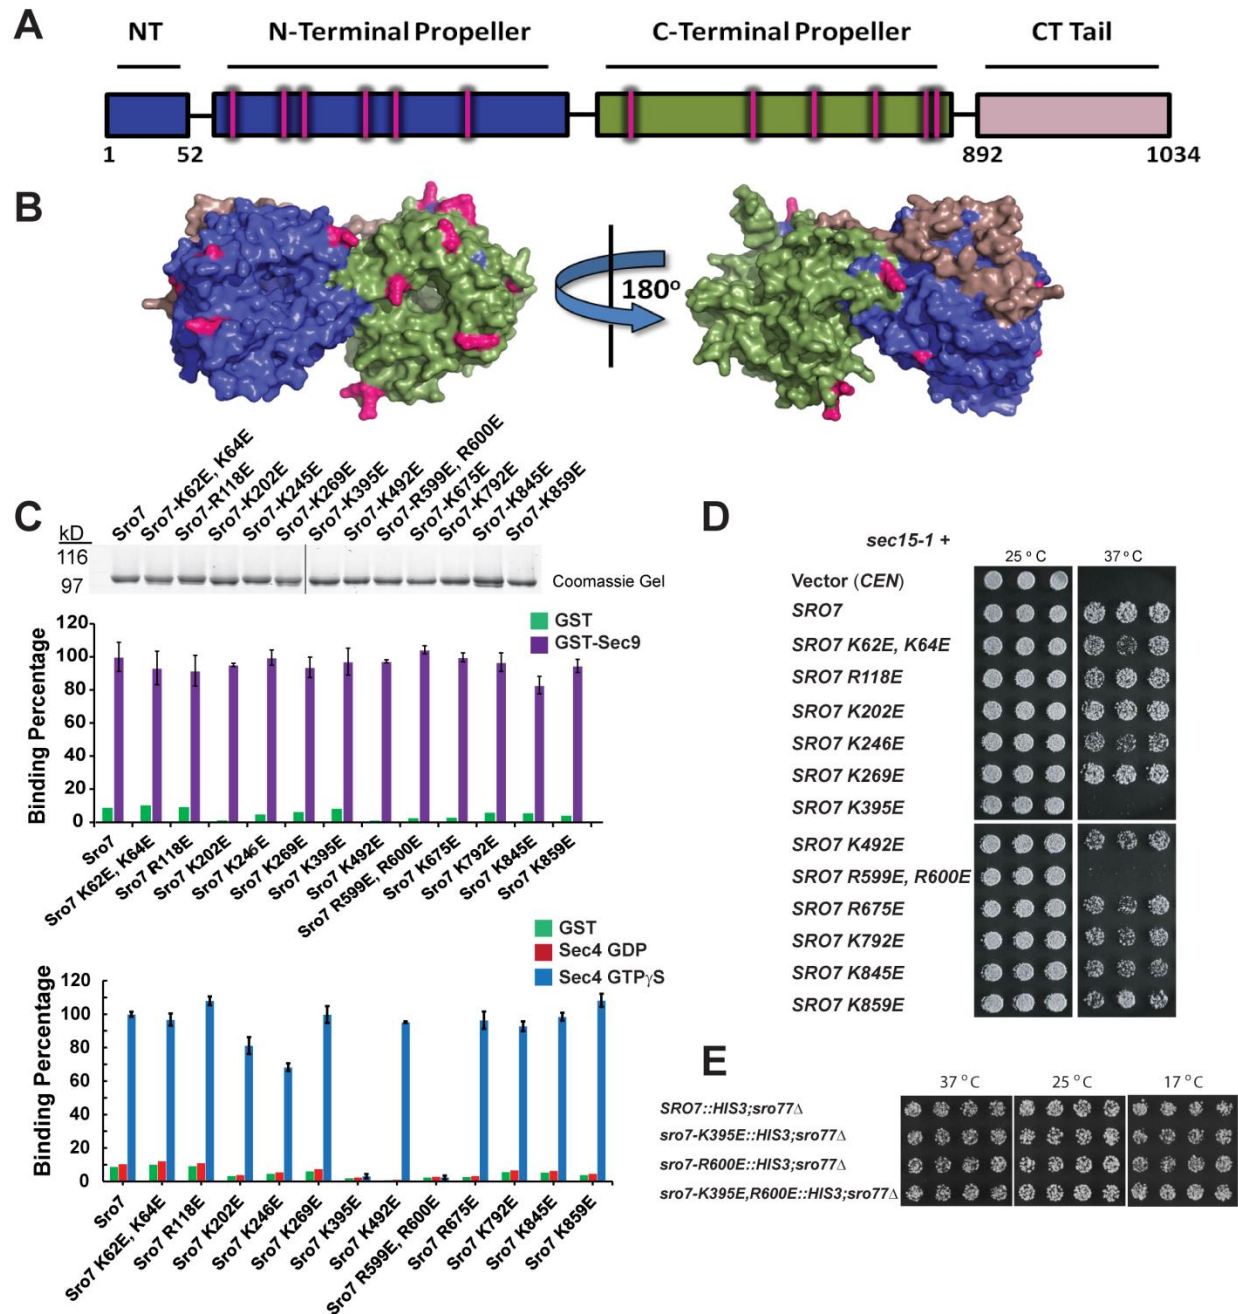 A
NT
N-Terminal Propeller
C-Terminal Propeller
CT Tail
1
52
892
1034
B
180o
C
kD
116
97
Sro7
Sro7-K62E, K64E
Sro7-R118E
Sro7-K202E
Sro7-K245E
Sro7-K269E
Sro7-K395E
Sro7-K492E
Sro7-R599E, R600E
Sro7-K675E
Sro7-K792E
Sro7-K845E
Sro7-K859E
Coomassie Gel
GST
GST-Sec9
Binding Percentage
120
100
80
60
40
20
0
Sro7
Sro7 K62E, K64E
Sro7 R118E
Sro7 K202E
Sro7 K246E
Sro7 K269E
Sro7 K395E
Sro7 K492E
Sro7 R599E, R600E
Sro7 K675E
Sro7 K792E
Sro7 K845E
Sro7 K859E
GST
Sec4 GDP
Sec4 GTPγS
Binding Percentage
120
100
80
60
40
20
0
Sro7
Sro7 K62E, K64E
Sro7 R118E
Sro7 K202E
Sro7 K246E
Sro7 K269E
Sro7 K395E
Sro7 K492E
Sro7 R599E, R600E
Sro7 R675E
Sro7 K792E
Sro7 K845E
Sro7 K859E
D
sec15-1 +
25 o C
37 o C
Vector (CEN)
SRO7
SRO7 K62E, K64E
SRO7 R118E
SRO7 K202E
SRO7 K246E
SRO7 K269E
SRO7 K395E
SRO7 K492E
SRO7 R599E, R600E
SRO7 R675E
SRO7 K792E
SRO7 K845E
SRO7 K859E
E
37 o C
25 o C
17 o C
SRO7::HIS3;sro77Δ
sro7-K395E::HIS3;sro77Δ
sro7-R600E::HIS3;sro77Δ
sro7-K395E,R600E::HIS3;sro77Δ